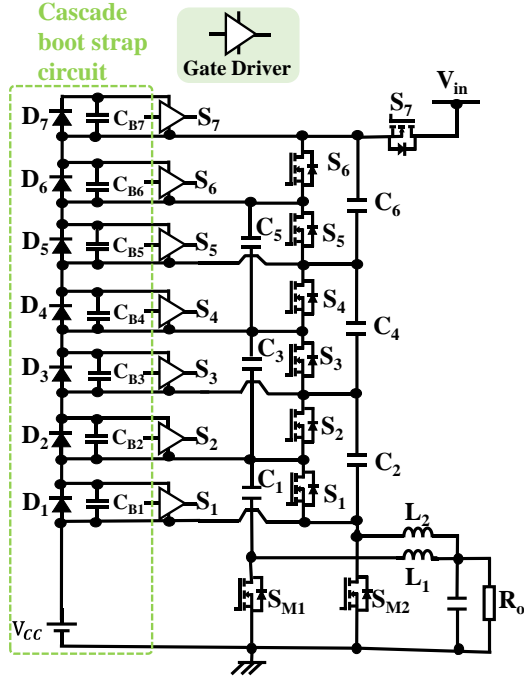 Cascade
boot strap
circuit
Gate Driver
V_in
S_7
D_7
C_B7
S_7
D_6
C_B6
S_6
S_6
C_6
D_5
C_B5
S_5
C_5
S_5
D_4
C_B4
S_4
S_4
C_4
D_3
C_B3
S_3
C_3
S_3
D_2
C_B2
S_2
S_2
C_2
D_1
C_B1
S_1
C_1
S_1
L_2
L_1
S_M1
S_M2
R_o
V_CC